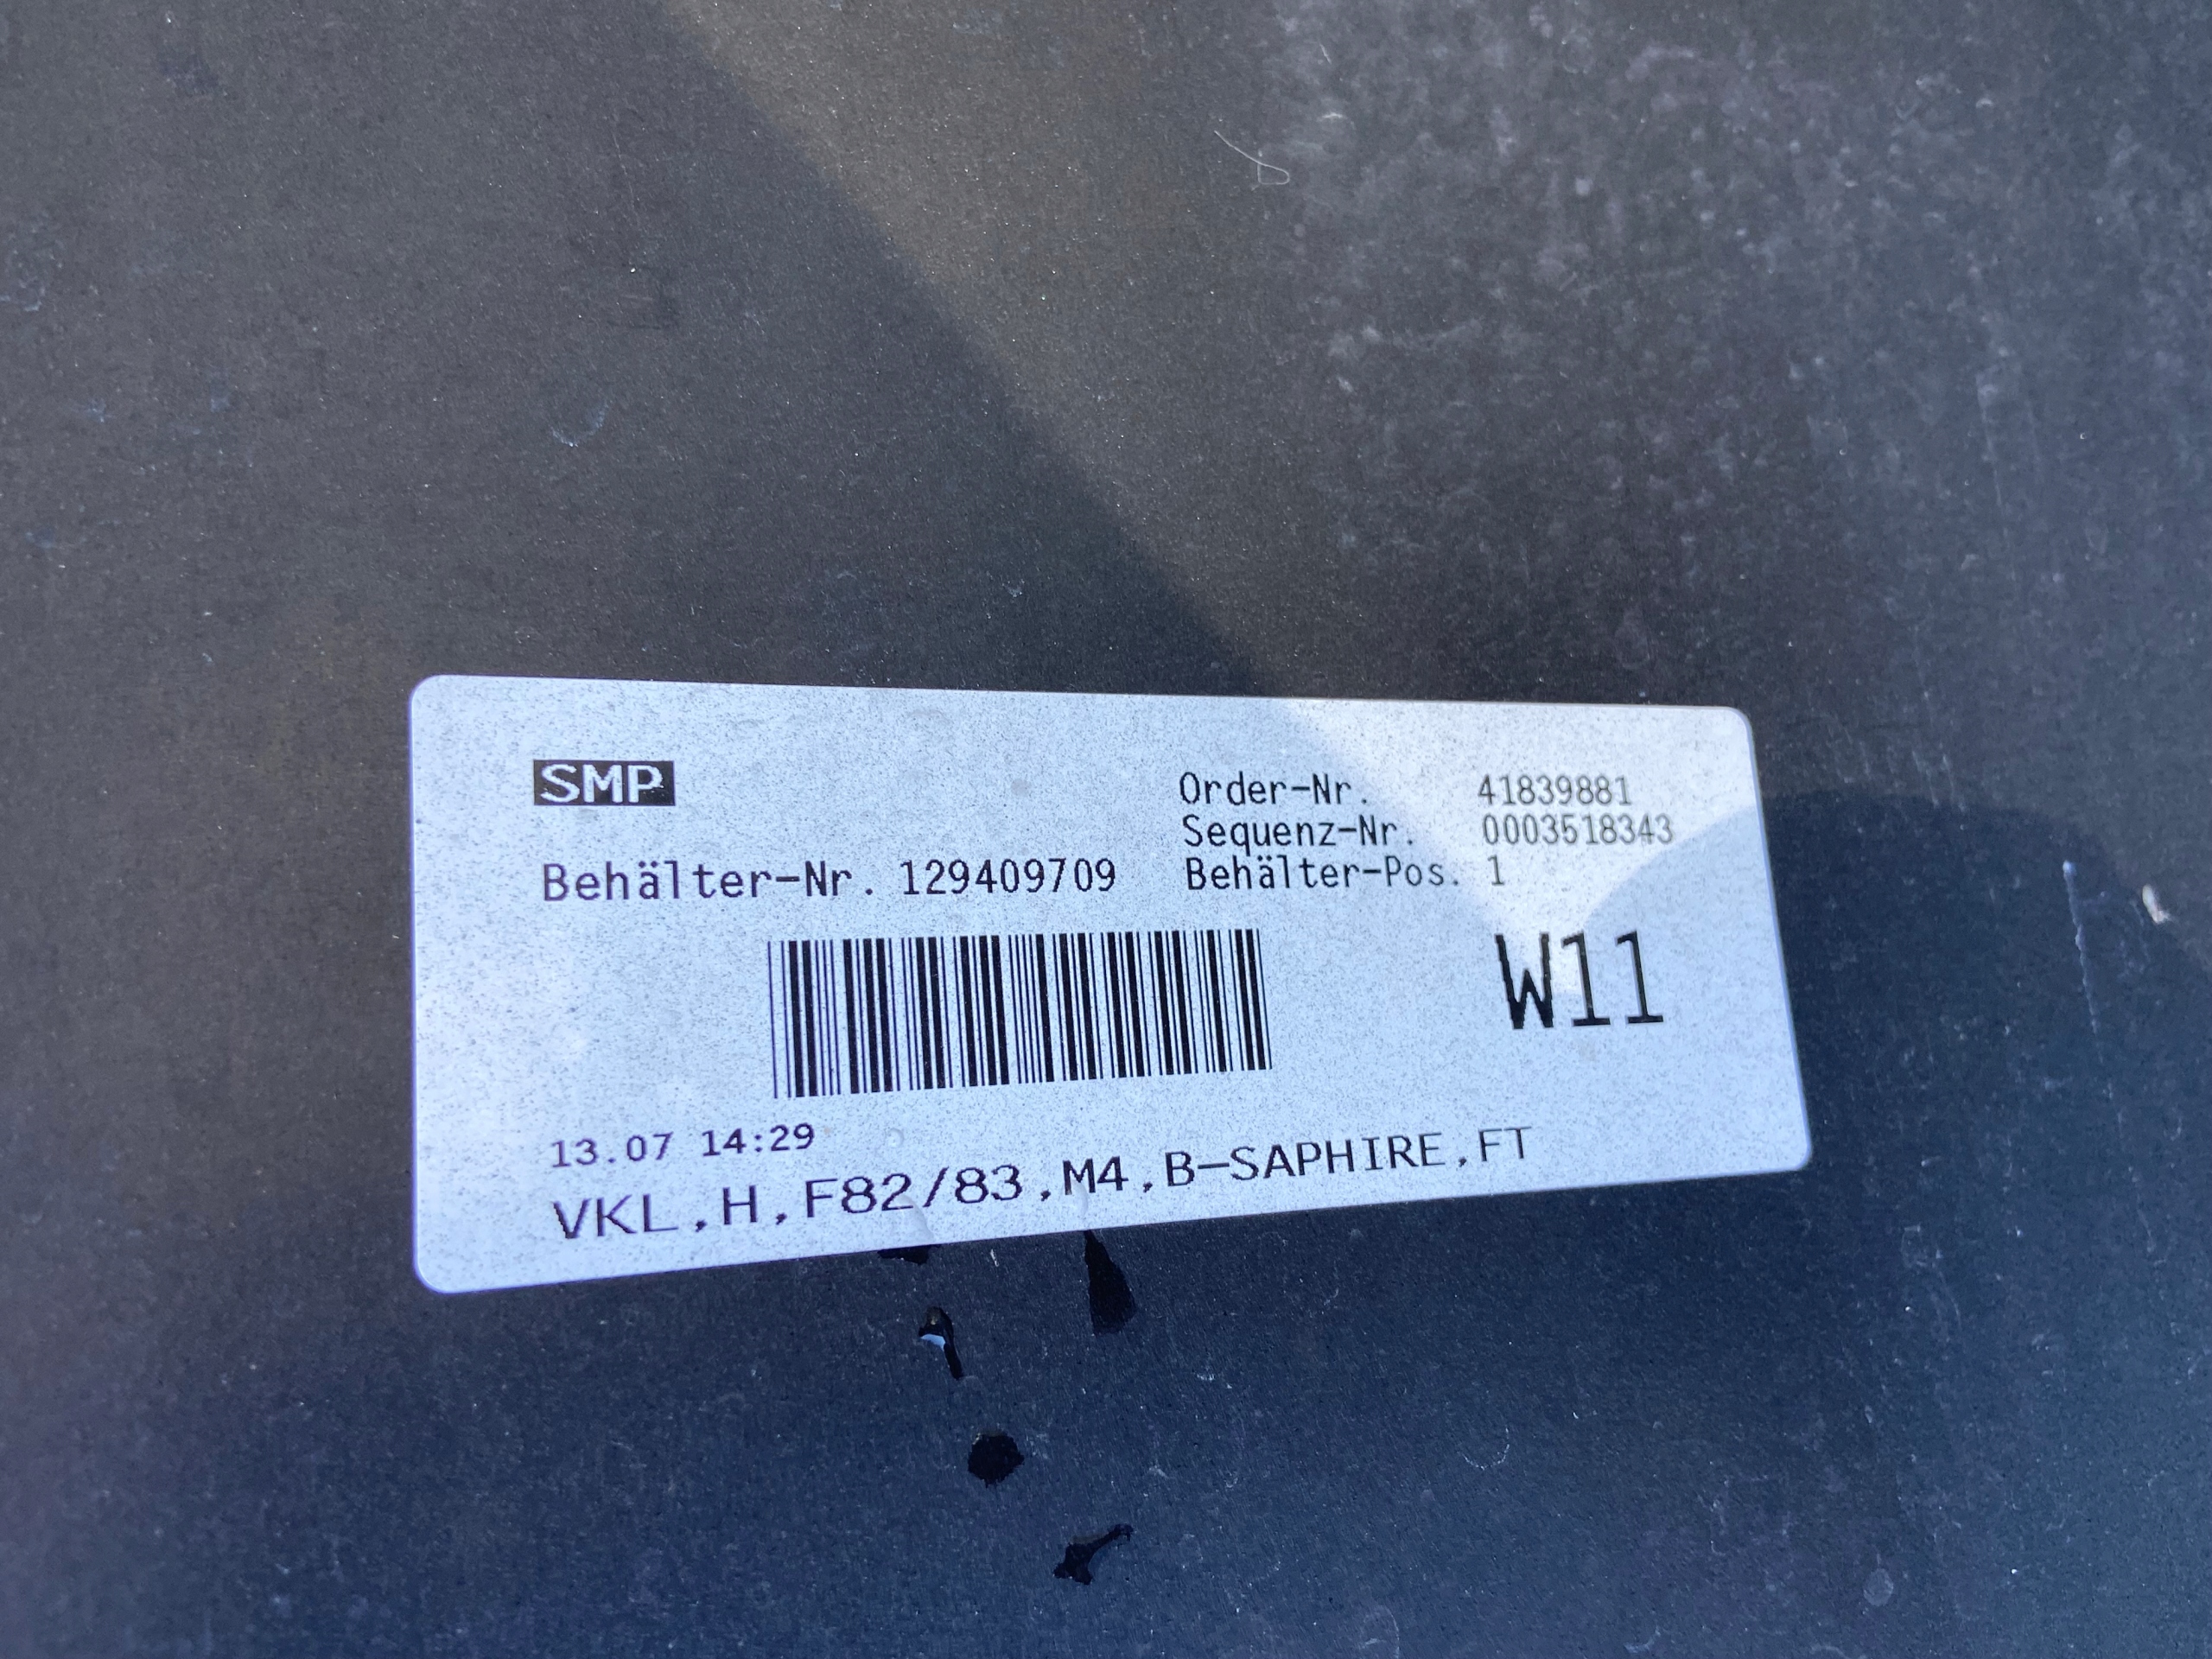 SMP
Order-Nr. 41839881
Sequenz-Nr. 0003518343
Behälter-Nr. 129409709 Behälter-Pos. 1
W11
13.07 14:29
VKL,H,F82/83,M4,B-SAPHIRE,FT